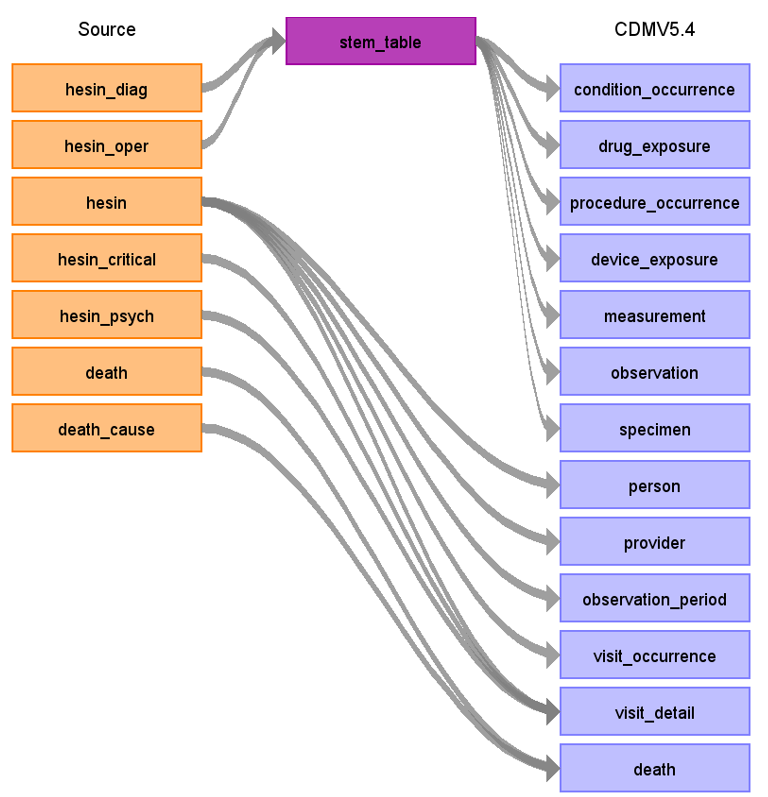 Source
stem_table
CDMV5.4
hesin_diag
condition_occurrence
hesin_oper
drug_exposure
hesin
procedure_occurrence
hesin_critical
device_exposure
hesin_psych
measurement
death
observation
death_cause
specimen
person
provider
observation_period
visit_occurrence
visit_detail
death